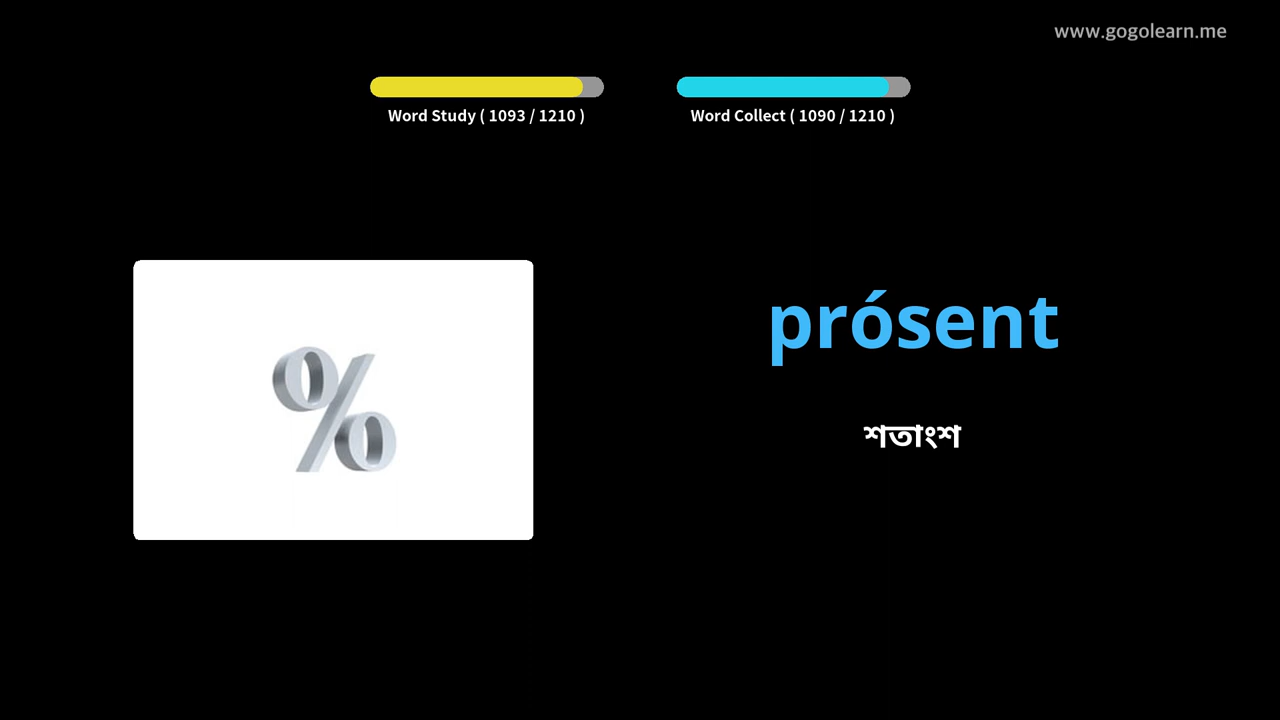 www.gogolearn.me
Word Study ( 1093 / 1210 )
Word Collect ( 1090 / 1210 )
%
prósent
শতাংশ